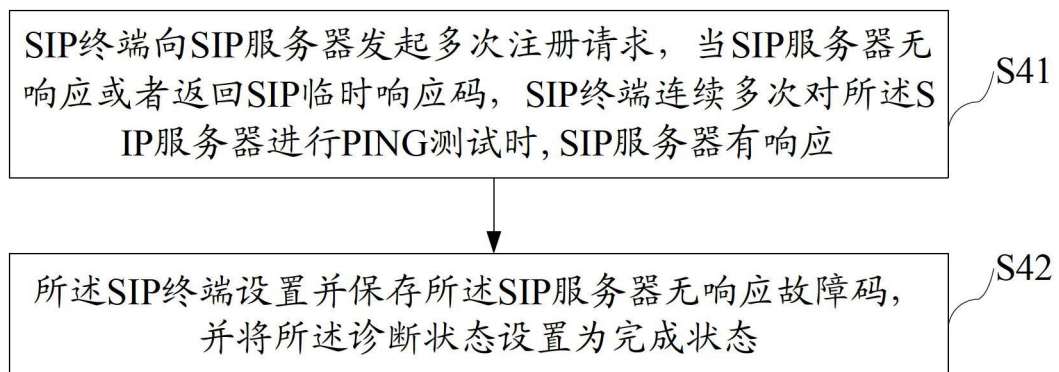 SIP终端向SIP服务器发起多次注册请求，当SIP服务器无
响应或者返回SIP临时响应码，SIP终端连续多次对所述S
IP服务器进行PING测试时,SIP服务器有响应
S41
所述SIP终端设置并保存所述SIP服务器无响应故障码，
并将所述诊断状态设置为完成状态
S42